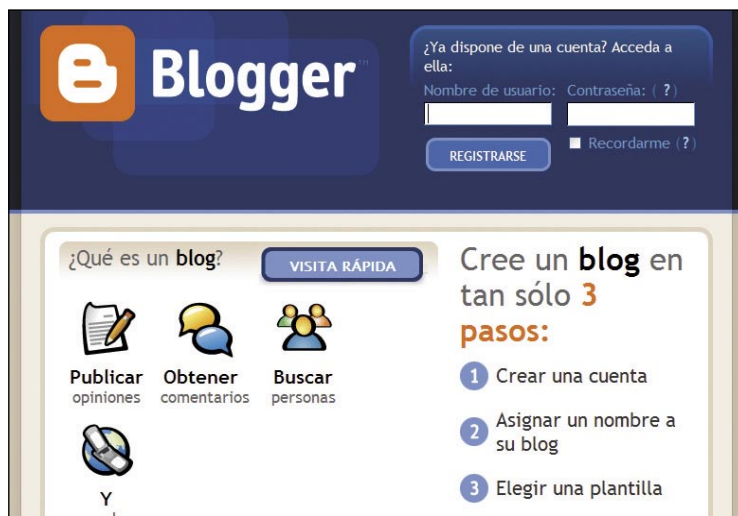 Blogger™
¿Ya dispone de una cuenta? Acceda a
ella:
Nombre de usuario: Contraseña: ( ? )
REGISTRARSE
Recordarme ( ? )
¿Qué es un blog?
VISITA RÁPIDA
Publicar
opiniones
Obtener
comentarios
Buscar
personas
Y
Cree un blog en
tan sólo 3
pasos:
1 Crear una cuenta
2 Asignar un nombre a
su blog
3 Elegir una plantilla